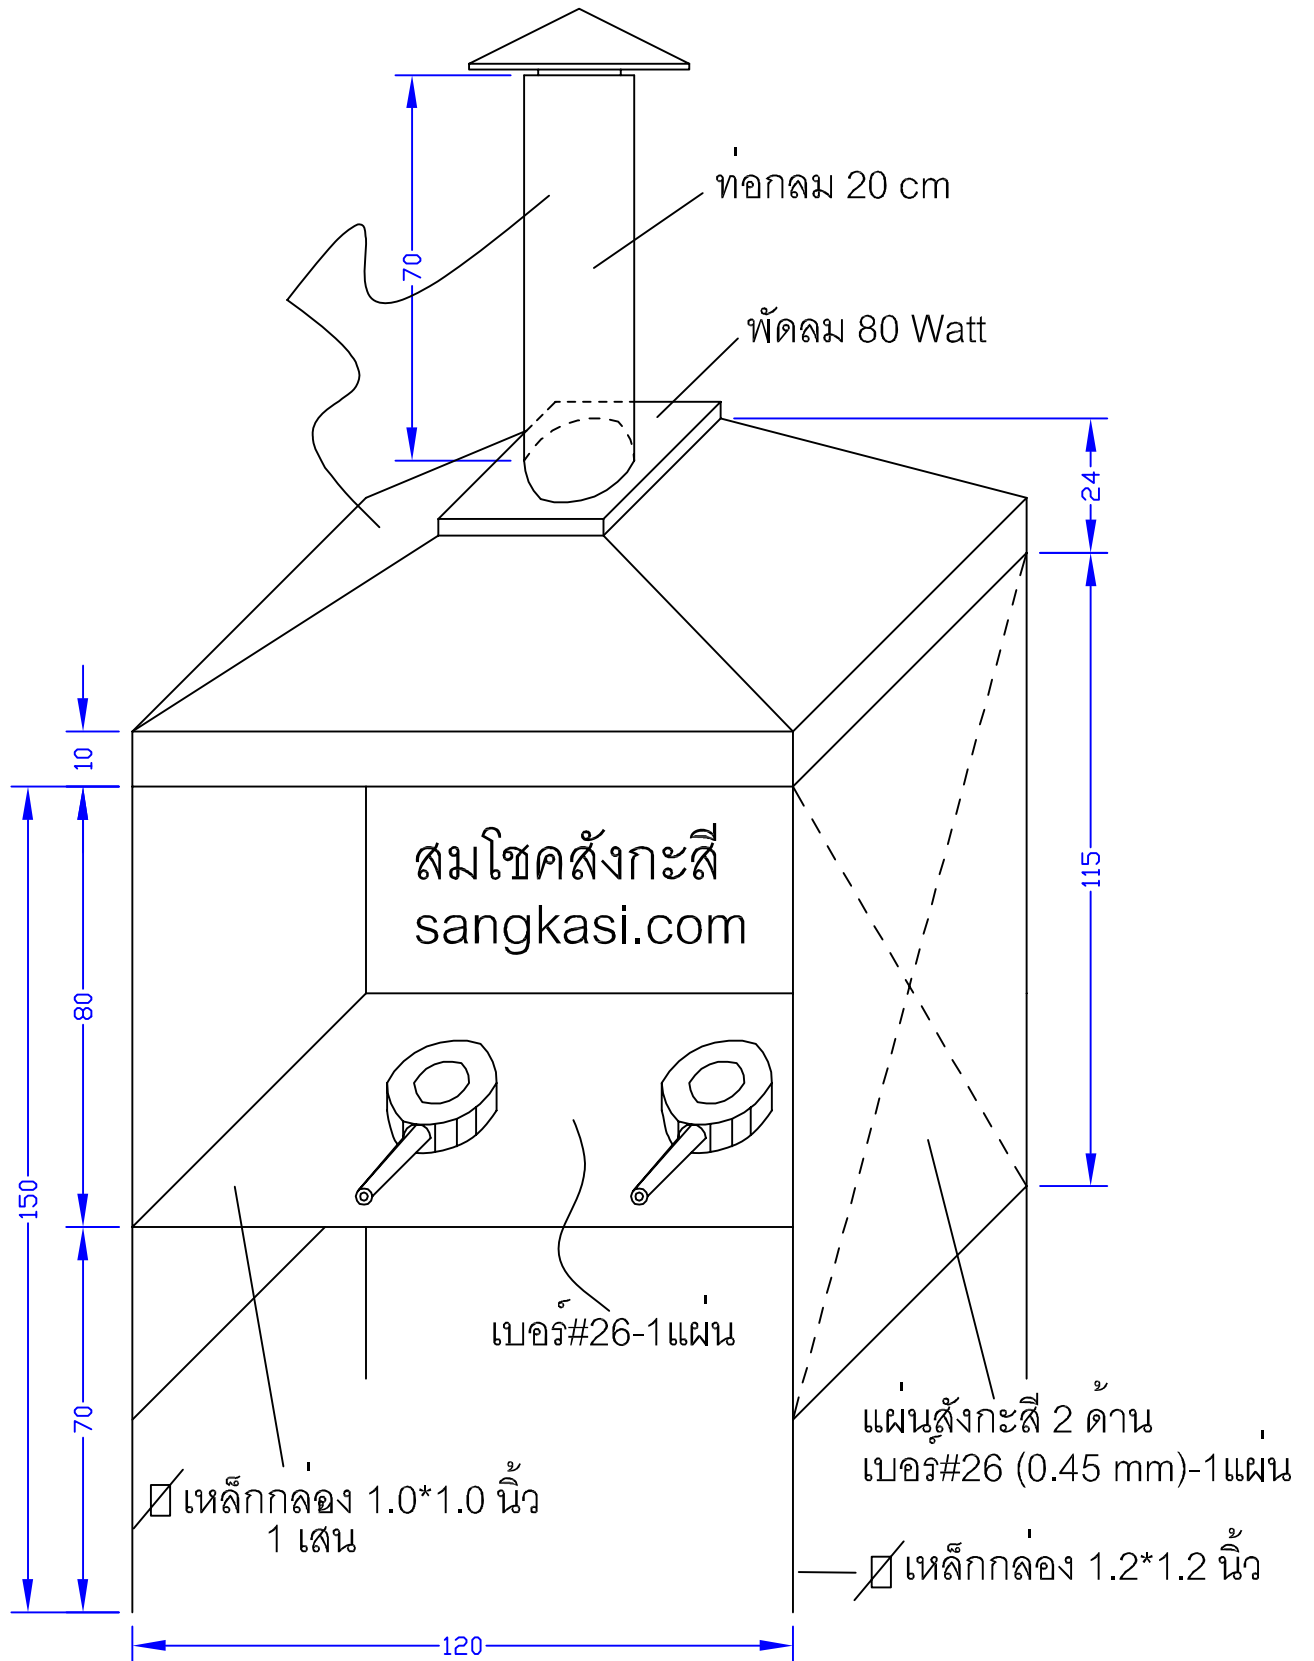 ท่อกลม 20 cm
70
พัดลม 80 Watt
24
10
สมโชคสังกะสี
sangkasi.com
115
80
150
เบอร์#26-1แผ่น
70
แผ่นสังกะสี 2 ด้าน
เบอร์#26 (0.45 mm)-1แผ่น
เหล็กกล่อง 1.0*1.0 นิ้ว
1 เส้น
เหล็กกล่อง 1.2*1.2 นิ้ว
120